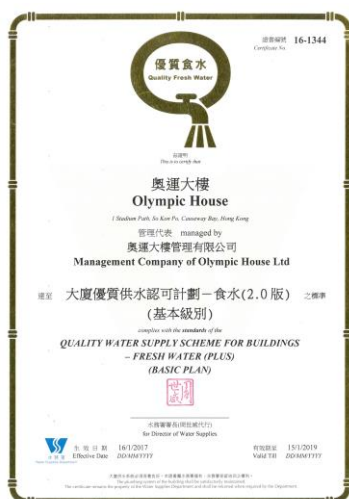 證書編號 16-1344
Certificate No.
優質食水
Quality Fresh Water
茲證明
This is to certify that
奧運大樓
Olympic House
1 Stadium Path, So Kon Po, Causeway Bay, Hong Kong
管理代表 managed by
奧運大樓管理有限公司
Management Company of Olympic House Ltd
達至 大廈優質供水認可計劃－食水(2.0版) 之標準
(基本級別)
complies with the standards of the
QUALITY WATER SUPPLY SCHEME FOR BUILDINGS
– FRESH WATER (PLUS)
(BASIC PLAN)
for Director of Water Supplies
水務署
Water Supplies Department
生效日期 16/1/2017
Effective Date DD/MM/YYYY
有效期至 15/1/2019
Valid Till DD/MM/YYYY